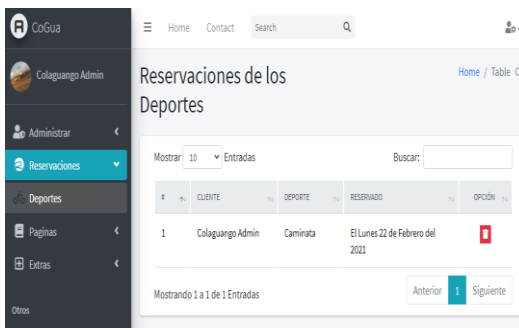 CoGua
Home Contact Search
Colaguango Admin
Reservaciones de los
Deportes
Home / Table
Administrar
Reservaciones
Deportes
Paginas
Extras
Otros
Mostrar 10 Entradas
Buscar:
# CLIENTE DEPORTE RESERVADO OPCIÓN
1 Colaguango Admin Caminata El Lunes 22 de Febrero del
2021
Mostrando 1 a 1 de 1 Entradas
Anterior 1 Siguiente